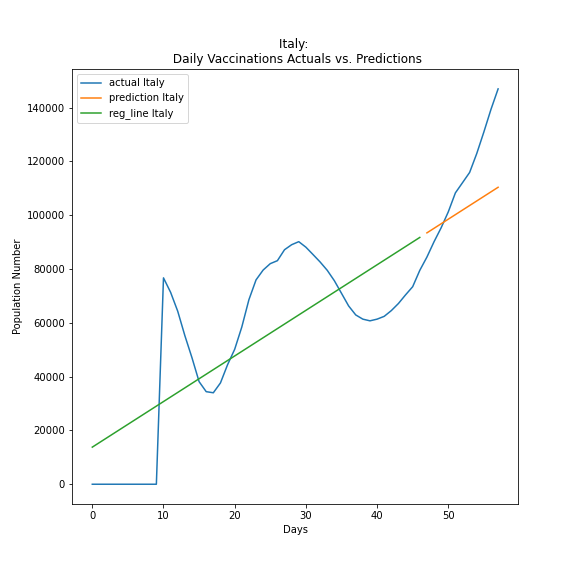 Italy:
Daily Vaccinations Actuals vs. Predictions
actual Italy
prediction Italy
reg_line Italy
Population Number
140000
120000
100000
80000
60000
40000
20000
0
0 10 20 30 40 50
Days